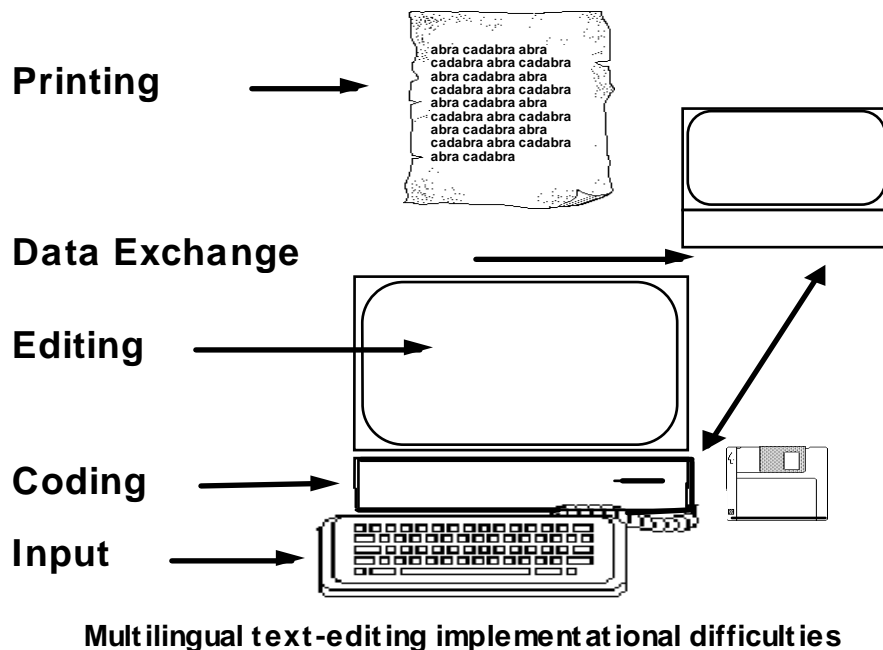 Printing
abra cadabra abra
cadabra abra cadabra
abra cadabra abra
cadabra abra cadabra
abra cadabra abra
cadabra abra cadabra
abra cadabra abra
cadabra abra cadabra
abra cadabra
Data Exchange
Editing
Coding
Input
Multilingual text-editing implementational difficulties